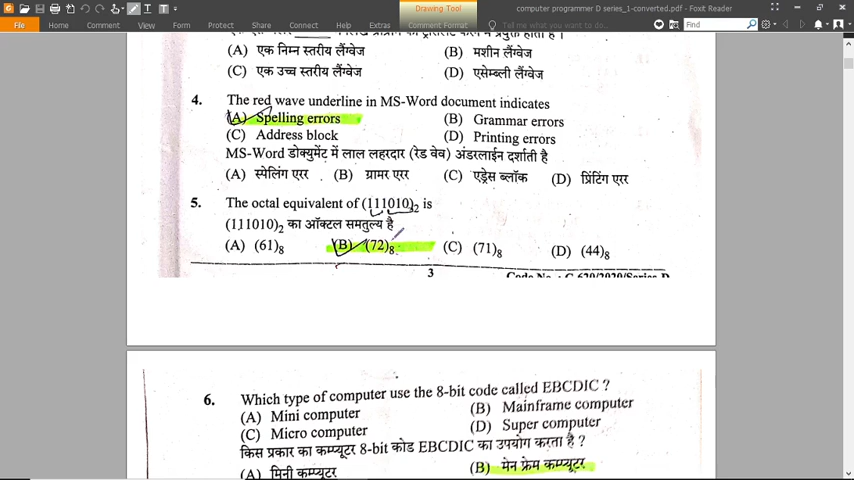 Drawing Tool
computer programmer D series_1-converted.pdf - Foxit Reader
File Home Comment View Form Protect Share Connect Help Extras Comment Format Tell me what you want to do... Find
(A) एक निम्न स्तरीय लैंग्वेज (B) मशीन लैंग्वेज
(C) एक उच्च स्तरीय लैंग्वेज (D) एसेम्ब्ली लैंग्वेज
4. The red wave underline in MS-Word document indicates
(A) Spelling errors (B) Grammar errors
(C) Address block (D) Printing errors
MS-Word डोक्युमेंट में लाल लहरदार (रेड वेव) अंडरलाईन दर्शाती है
(A) स्पेलिंग एरर (B) ग्रामर एरर (C) एड्रेस ब्लॉक (D) प्रिंटिंग एरर
5. The octal equivalent of (111010)2 is
(111010)2 का ऑक्टल समतुल्य है
(A) (61)8 (B) (72)8 (C) (71)8 (D) (44)8
3 Code No. : C-620/2020/Series-D
6. Which type of computer use the 8-bit code called EBCDIC ?
(A) Mini computer (B) Mainframe computer
(C) Micro computer (D) Super computer
किस प्रकार का कम्प्यूटर 8-bit कोड EBCDIC का उपयोग करता है ?
(A) मिनी कम्प्यूटर (B) मेन फ्रेम कम्प्यूटर